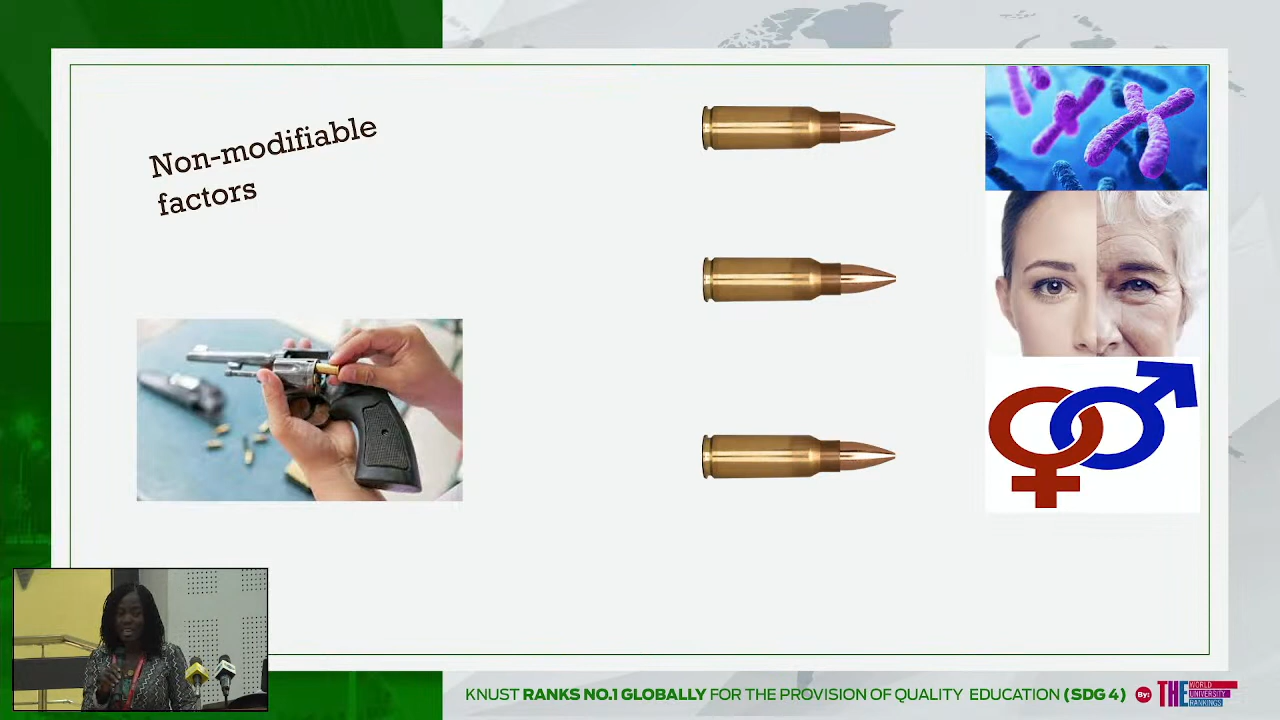 Non-modifiable
factors
KNUST RANKS NO.1 GLOBALLY FOR THE PROVISION OF QUALITY EDUCATION (SDG 4) By: THE WORLD UNIVERSITY RANKINGS